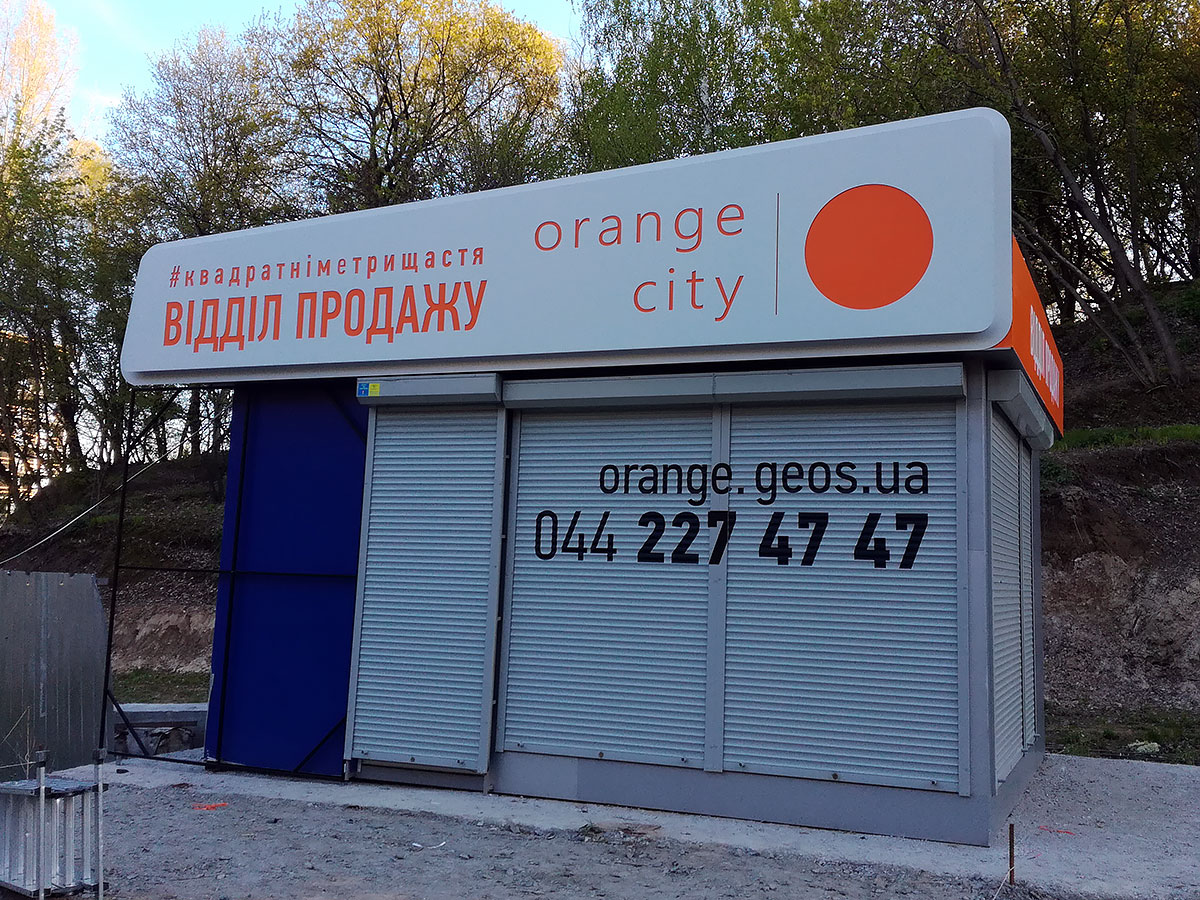 #квадратніметрищастя
ВІДДІЛ ПРОДАЖУ
orange
city
orange.geos.ua
044 227 47 47